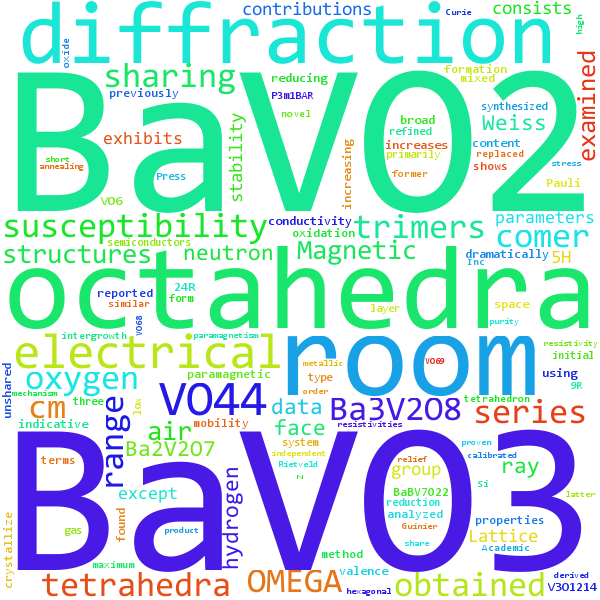 contributions Curie consists
diffraction
oxide high
sharing reducing formation mixed examined
previously P3m1BAR novel synthesized
BaVO2
broad refined Weiss
exhibits increases content
primarily replaced
short annealing Press former shows stress
VO6 stability increasing Pauli
susceptibility conductivity trimers parameters
oxidation comer
semiconductors
structures neutron Magnetic dramatically 5H
Inc
24R
reported form layer space
similar VO68 purity
octahedra
intergrowth paramagnetism resistivity
electrical room initial
metallic VO69
unshared paramagnetic type using
oxygen order tetrahedron 9R
mechanism three
cm VO44 data Ba3V2O8 series
lox mobility
indicative range air face resistivities
Ba2V2O7 system proven
independent
terms hydrogen Rietveld group relief calibrated ray
BaVO3
except BaBV7O22 si latter
reduction
crystallize found analyzed properties
gas Guinier Lattice
product share Academic
method
maximum valence
tetrahedra OMEGA obtained derived
hexagonal V3O1214